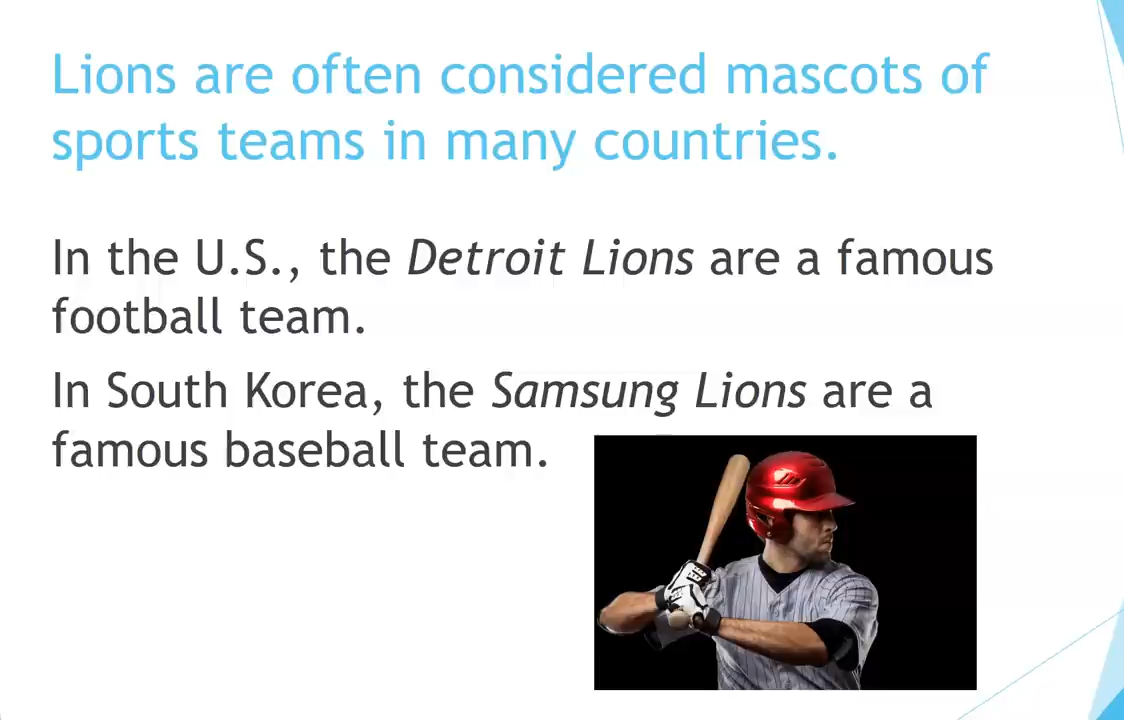 Lions are often considered mascots of
sports teams in many countries.
In the U.S., the Detroit Lions are a famous
football team.
In South Korea, the Samsung Lions are a
famous baseball team.